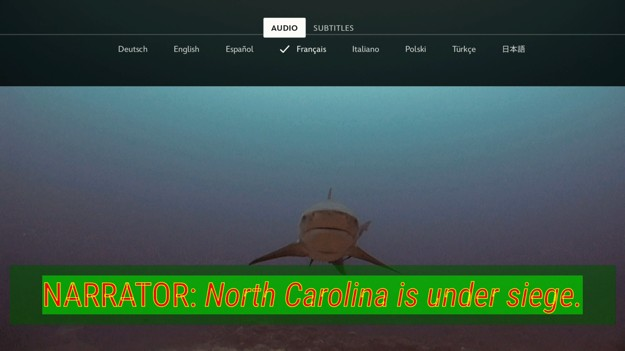 AUDIO SUBTITLES
Deutsch English Español Français Italiano Polski Türkçe 日本語
NARRATOR: North Carolina is under siege.